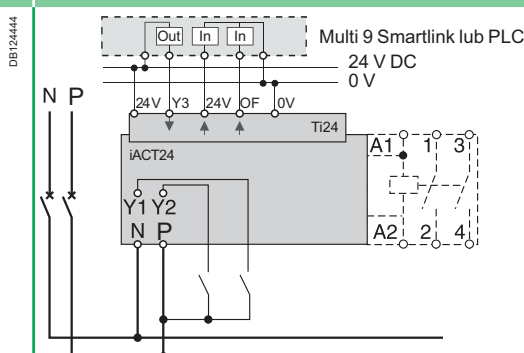 DB124444
Out In In Multi 9 Smartlink lub PLC
24 V DC
0 V
N P
24V Y3 24V OF 0V
Ti24
iACT24
A1 1 3
Y1 Y2
N P
A2 2 4